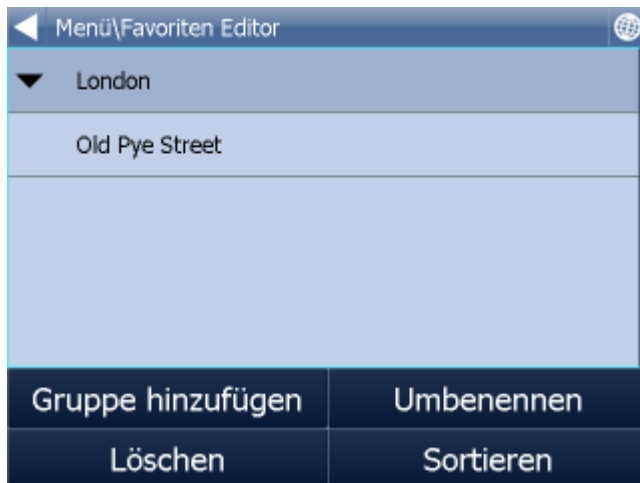 Menü\Favoriten Editor
London
Old Pye Street
Gruppe hinzufügen
Umbenennen
Löschen
Sortieren